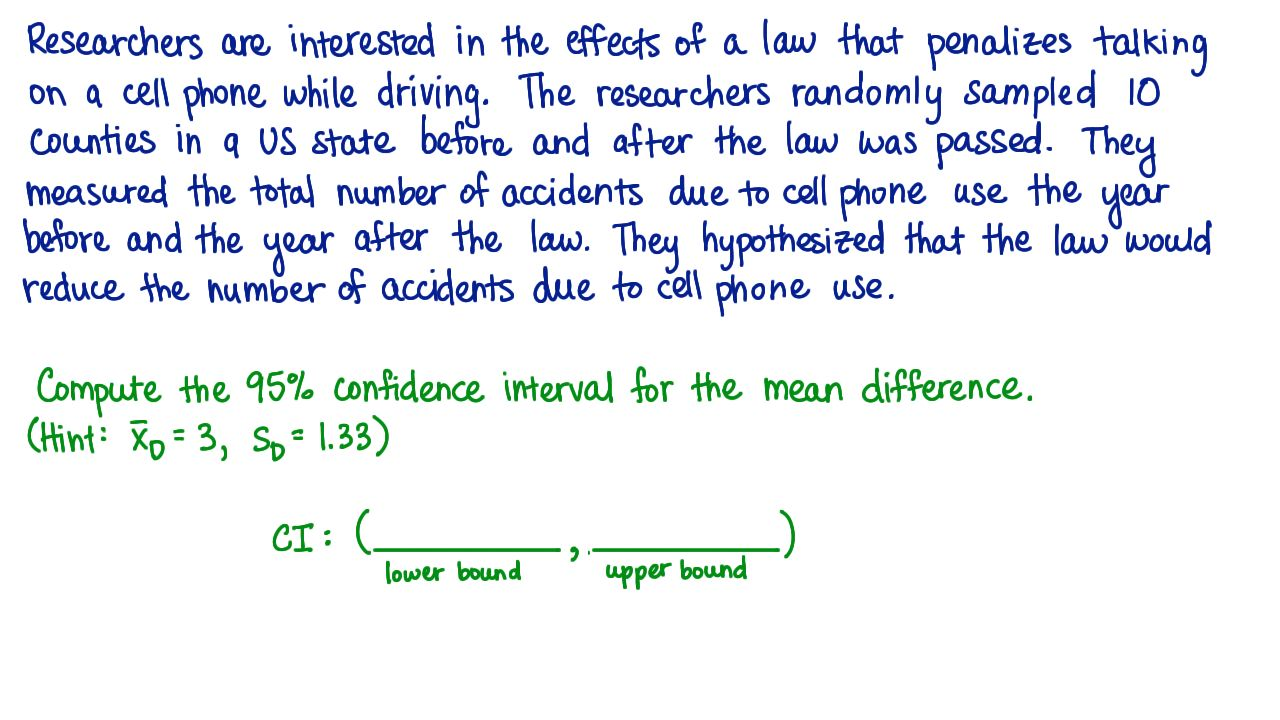 Researchers are interested in the effects of a law that penalizes talking
on a cell phone while driving. The researchers randomly sampled 10
counties in a US state before and after the law was passed. They
measured the total number of accidents due to cell phone use the year
before and the year after the law. They hypothesized that the law would
reduce the number of accidents due to cell phone use.
Compute the 95% confidence interval for the mean difference.
(Hint: x̄_D = 3, S_D = 1.33)
CI: (__________, __________)
lower bound upper bound